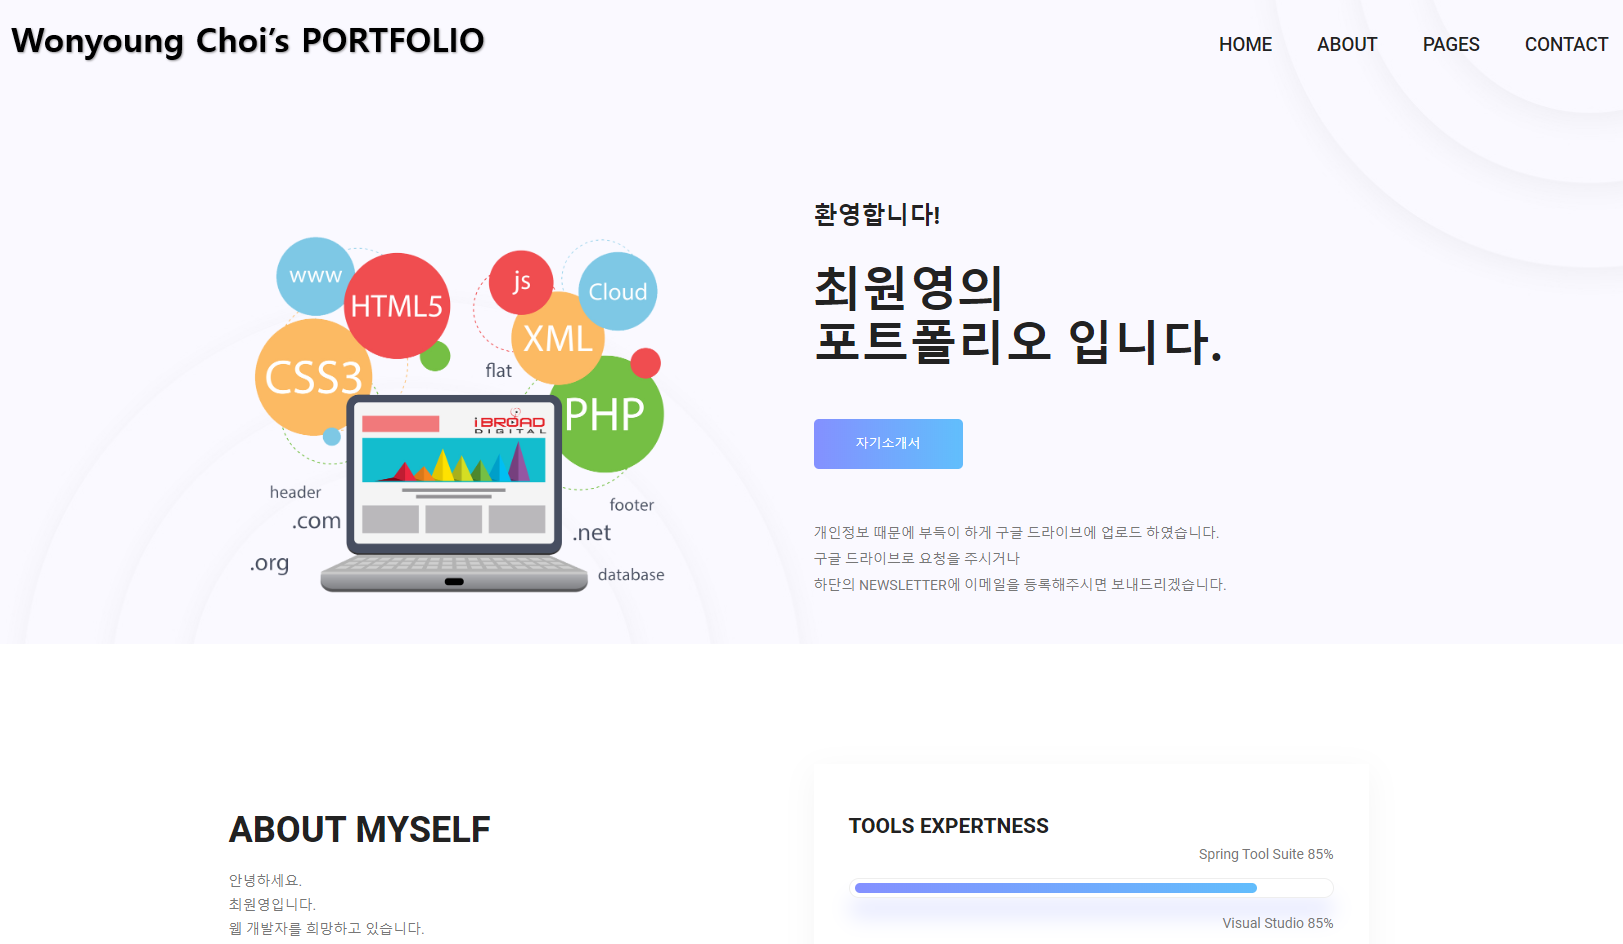 Wonyoung Choi's PORTFOLIO
HOME ABOUT PAGES CONTACT
환영합니다!
최원영의
포트폴리오 입니다.
자기소개서
개인정보 때문에 부득이 하게 구글 드라이브에 업로드 하였습니다.
구글 드라이브로 요청을 주시거나
하단의 NEWSLETTER에 이메일을 등록해주시면 보내드리겠습니다.
www
HTML5
CSS3
js
Cloud
XML
flat
PHP
iBROAD
DIGITAL
header
.com
.org
footer
.net
database
ABOUT MYSELF
안녕하세요.
최원영입니다.
웹 개발자를 희망하고 있습니다.
TOOLS EXPERTNESS
Spring Tool Suite 85%
Visual Studio 85%